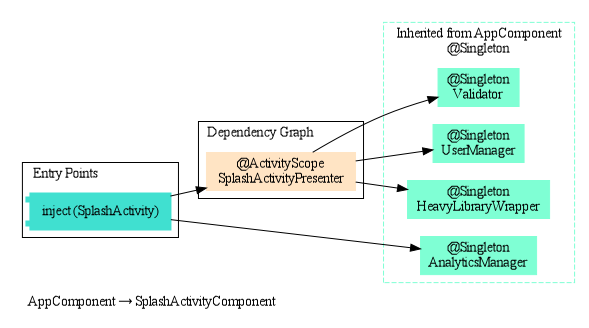 Inherited from AppComponent
@Singleton
@Singleton
Validator
Dependency Graph
@Singleton
UserManager
Entry Points
@ActivityScope
SplashActivityPresenter
@Singleton
HeavyLibraryWrapper
inject (SplashActivity)
@Singleton
AnalyticsManager
AppComponent → SplashActivityComponent